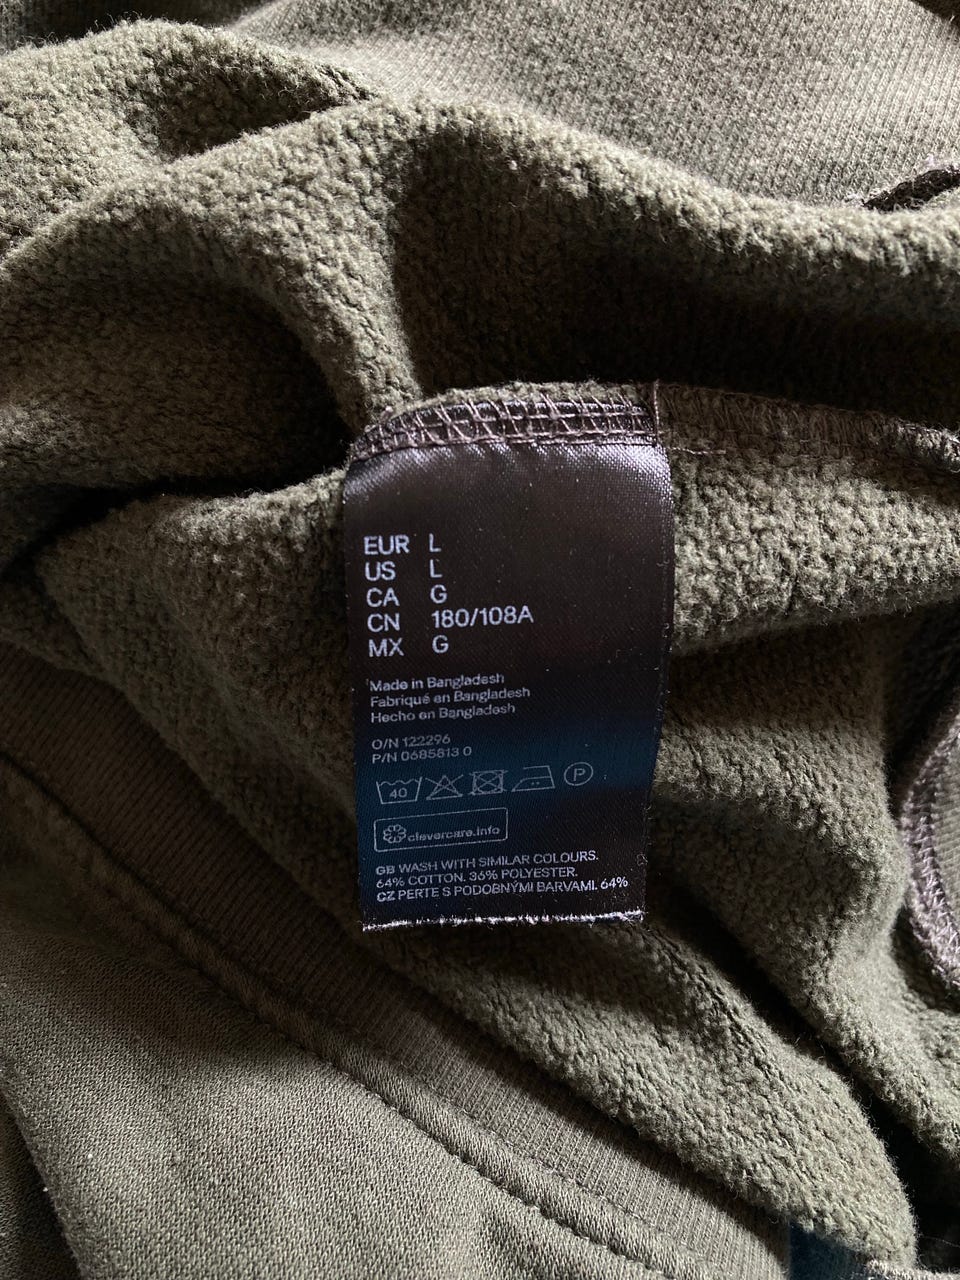 EUR L
US L
CA G
CN 180/108A
MX G
Made in Bangladesh
Fabriqué en Bangladesh
Hecho en Bangladesh
O/N 122296
P/N 0685813 0
40 P
clevercare.info
GB WASH WITH SIMILAR COLOURS.
64% COTTON. 36% POLYESTER.
CZ PERTE S PODOBNÝMI BARVAMI. 64%